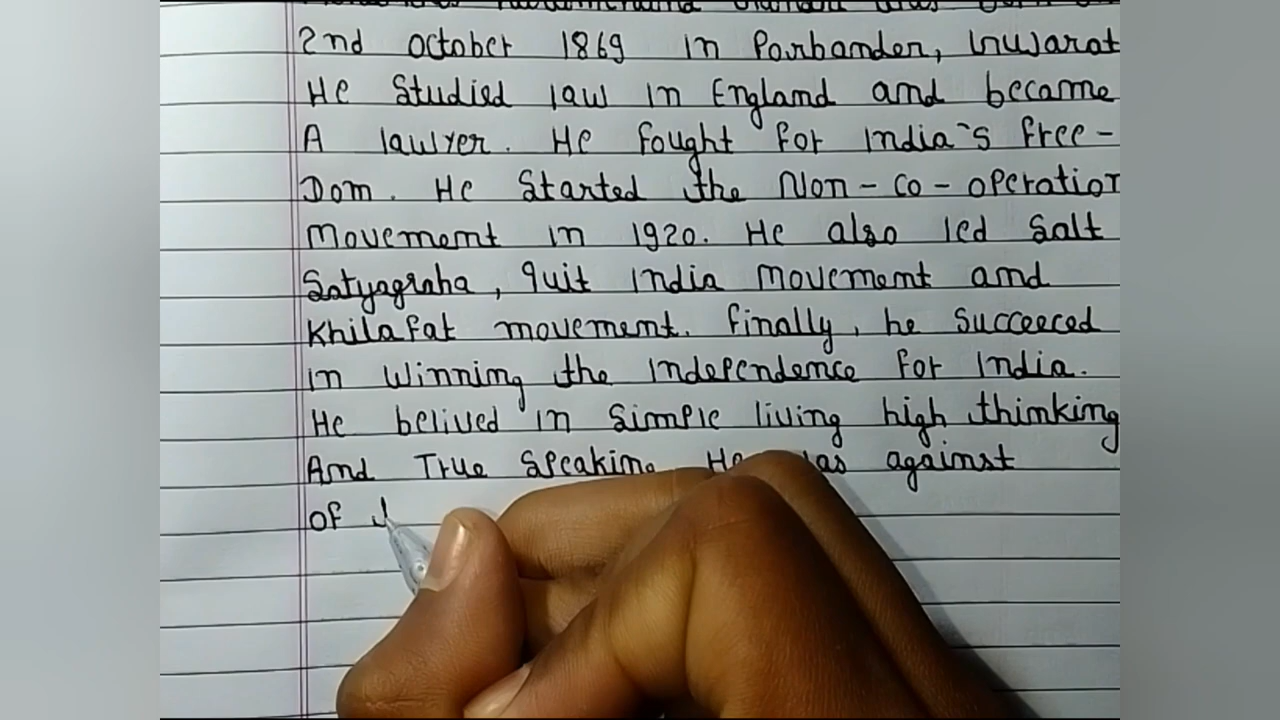 2nd october 1869 in Porbander, Gujarat
He Studied law in England and became
A lawyer. He fought for India's free-
Dom. He Started the Non-co-operation
Movement in 1920. He also led Salt
Satyagraha, quit India Movement and
Khilafat movement. finally, he succeeced
in winning the Independence for India.
He belived in simple living high thinking
And True speaking He was against
of